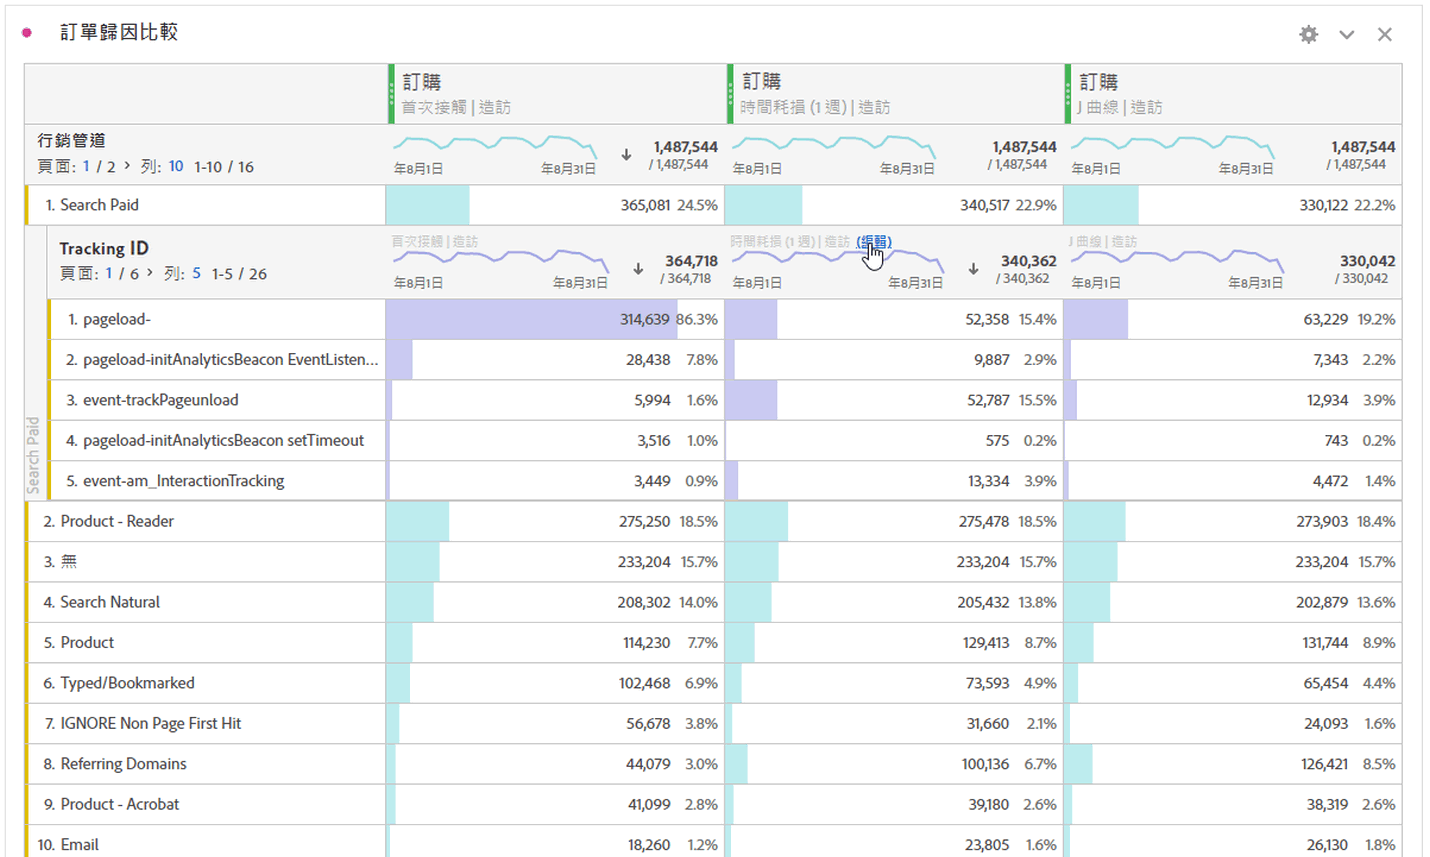 訂單歸因比較
訂購 訂購 訂購
首次接觸 | 造訪 時間耗損 (1 週) | 造訪 J 曲線 | 造訪
行銷管道 1,487,544 1,487,544 1,487,544
頁面: 1 / 2 > 列: 10 1-10 / 16 年8月1日 年8月31日 / 1,487,544 年8月1日 年8月31日 / 1,487,544 年8月1日 年8月31日 / 1,487,544
1. Search Paid 365,081 24.5% 340,517 22.9% 330,122 22.2%
首次接觸 | 造訪 時間耗損 (1 週) | 造訪 (編輯) J 曲線 | 造訪
Tracking ID 364,718 340,362 330,042
頁面: 1 / 6 > 列: 5 1-5 / 26 年8月1日 年8月31日 / 364,718 年8月1日 年8月31日 / 340,362 年8月1日 年8月31日 / 330,042
1. pageload- 314,639 86.3% 52,358 15.4% 63,229 19.2%
2. pageload-initAnalyticsBeacon EventListen... 28,438 7.8% 9,887 2.9% 7,343 2.2%
3. event-trackPageunload 5,994 1.6% 52,787 15.5% 12,934 3.9%
4. pageload-initAnalyticsBeacon setTimeout 3,516 1.0% 575 0.2% 743 0.2%
5. event-am_InteractionTracking 3,449 0.9% 13,334 3.9% 4,472 1.4%
Search Paid
2. Product - Reader 275,250 18.5% 275,478 18.5% 273,903 18.4%
3. 無 233,204 15.7% 233,204 15.7% 233,204 15.7%
4. Search Natural 208,302 14.0% 205,432 13.8% 202,879 13.6%
5. Product 114,230 7.7% 129,413 8.7% 131,744 8.9%
6. Typed/Bookmarked 102,468 6.9% 73,593 4.9% 65,454 4.4%
7. IGNORE Non Page First Hit 56,678 3.8% 31,660 2.1% 24,093 1.6%
8. Referring Domains 44,079 3.0% 100,136 6.7% 126,421 8.5%
9. Product - Acrobat 41,099 2.8% 39,180 2.6% 38,319 2.6%
10. Email 18,260 1.2% 23,805 1.6% 26,130 1.8%